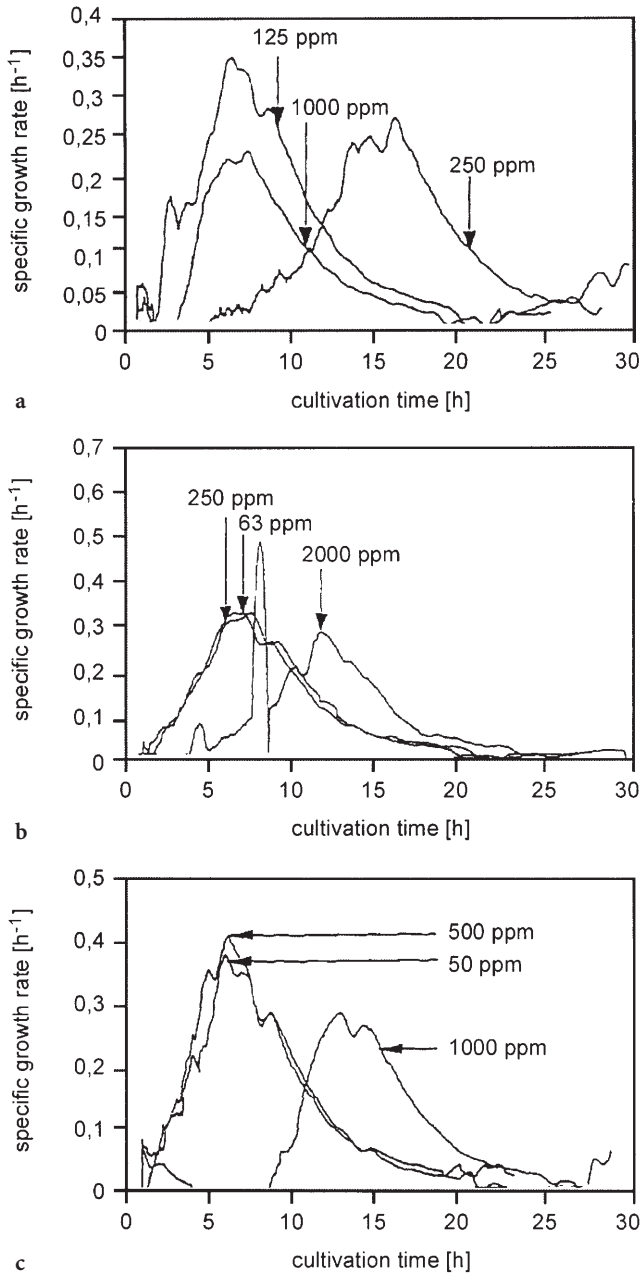 specific growth rate [h-1]
0,4
0,35
0,3
0,25
0,2
0,15
0,1
0,05
0
125 ppm
1000 ppm
250 ppm
0 5 10 15 20 25 30
cultivation time [h]
a
specific growth rate [h-1]
0,7
0,6
0,5
0,4
0,3
0,2
0,1
0
250 ppm
63 ppm
2000 ppm
0 5 10 15 20 25 30
cultivation time [h]
b
specific growth rate [h-1]
0,5
0,4
0,3
0,2
0,1
0
500 ppm
50 ppm
1000 ppm
0 5 10 15 20 25 30
cultivation time [h]
c